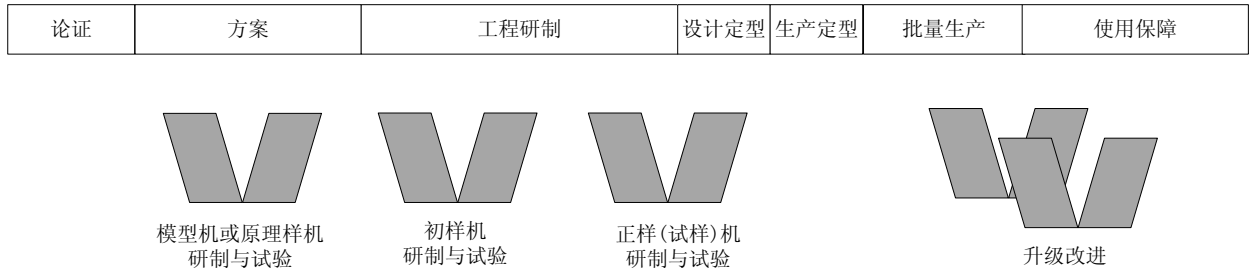 论证
方案
工程研制
设计定型
生产定型
批量生产
使用保障
模型机或原理样机
研制与试验
初样机
研制与试验
正样(试样)机
研制与试验
升级改进